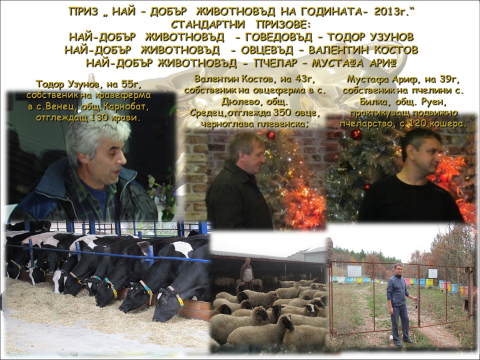 ПРИЗ „ НАЙ – ДОБЪР ЖИВОТНОВЪД НА ГОДИНАТА- 2013г.“
СТАНДАРТНИ ПРИЗОВЕ:
НАЙ-ДОБЪР ЖИВОТНОВЪД - ГОВЕДОВЪД – ТОДОР УЗУНОВ
НАЙ-ДОБЪР ЖИВОТНОВЪД - ОВЦЕВЪД – ВАЛЕНТИН КОСТОВ
НАЙ-ДОБЪР ЖИВОТНОВЪД – ПЧЕЛАР – МУСТАФА АРИФ
Тодор Узунов, на 55г.
собственик на кравеферма
в с.Венец, общ.Карнобат,
отглеждащ 130 крави.
Валентин Костов, на 43г,
собственик на овцеферма в с.
Дюлево, общ.
Средец,отглежда 350 овце,
черноглава плевенска;
Мустафа Ариф, на 39г,
собственик на пчелини с.
Билка, общ. Руен,
практикуващ подвижно
пчеларство, с 120 кошера.